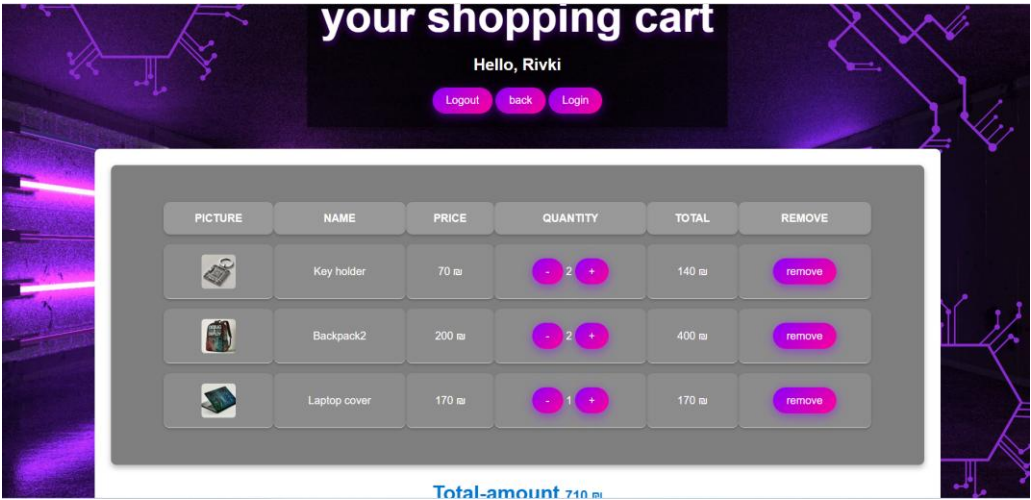 your shopping cart
Hello, Rivki
Logout back Login
PICTURE NAME PRICE QUANTITY TOTAL REMOVE
Key holder 70 ₪ - 2 + 140 ₪ remove
Backpack2 200 ₪ - 2 + 400 ₪ remove
Laptop cover 170 ₪ - 1 + 170 ₪ remove
Total-amount 710 ₪